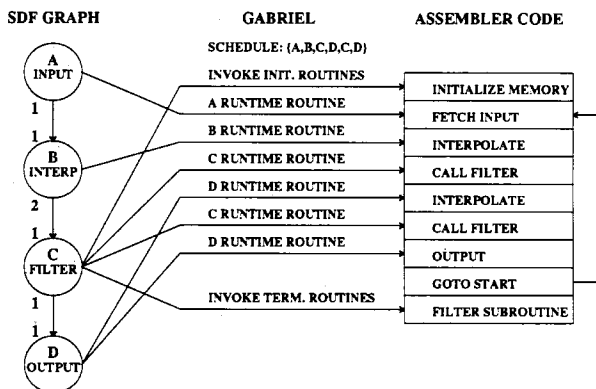 SDF GRAPH
GABRIEL
ASSEMBLER CODE
SCHEDULE: {A,B,C,D,C,D}
A
INPUT
1
1
B
INTERP
2
1
C
FILTER
1
1
D
OUTPUT
INVOKE INIT. ROUTINES
A RUNTIME ROUTINE
B RUNTIME ROUTINE
C RUNTIME ROUTINE
D RUNTIME ROUTINE
C RUNTIME ROUTINE
D RUNTIME ROUTINE
INVOKE TERM. ROUTINES
INITIALIZE MEMORY
FETCH INPUT
INTERPOLATE
CALL FILTER
INTERPOLATE
CALL FILTER
OUTPUT
GOTO START
FILTER SUBROUTINE